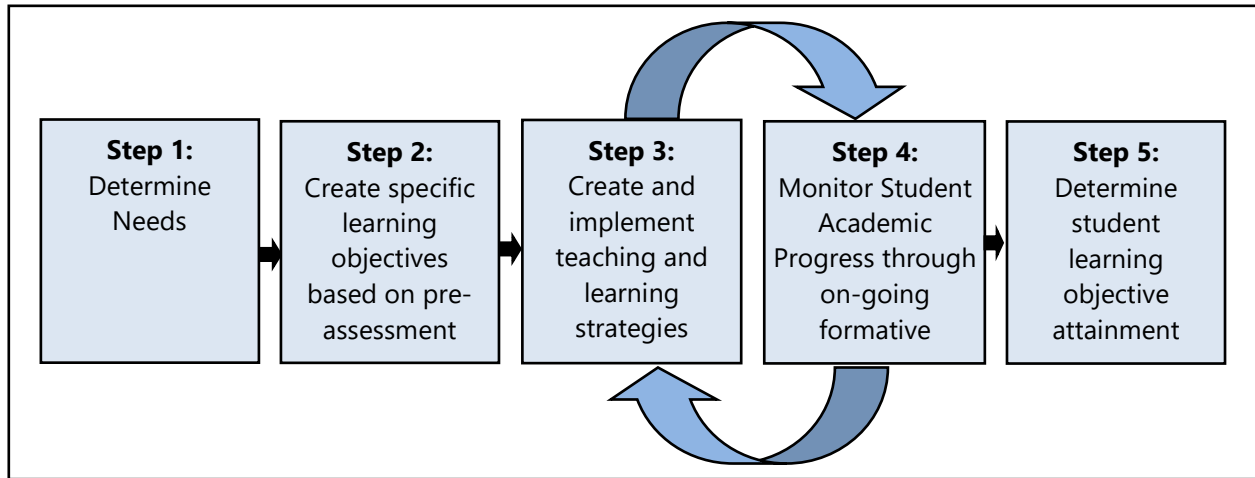 Step 1:
Determine
Needs
Step 2:
Create specific
learning
objectives
based on pre-
assessment
Step 3:
Create and
implement
teaching and
learning
strategies
Step 4:
Monitor Student
Academic
Progress through
on-going
formative
Step 5:
Determine
student
learning
objective
attainment